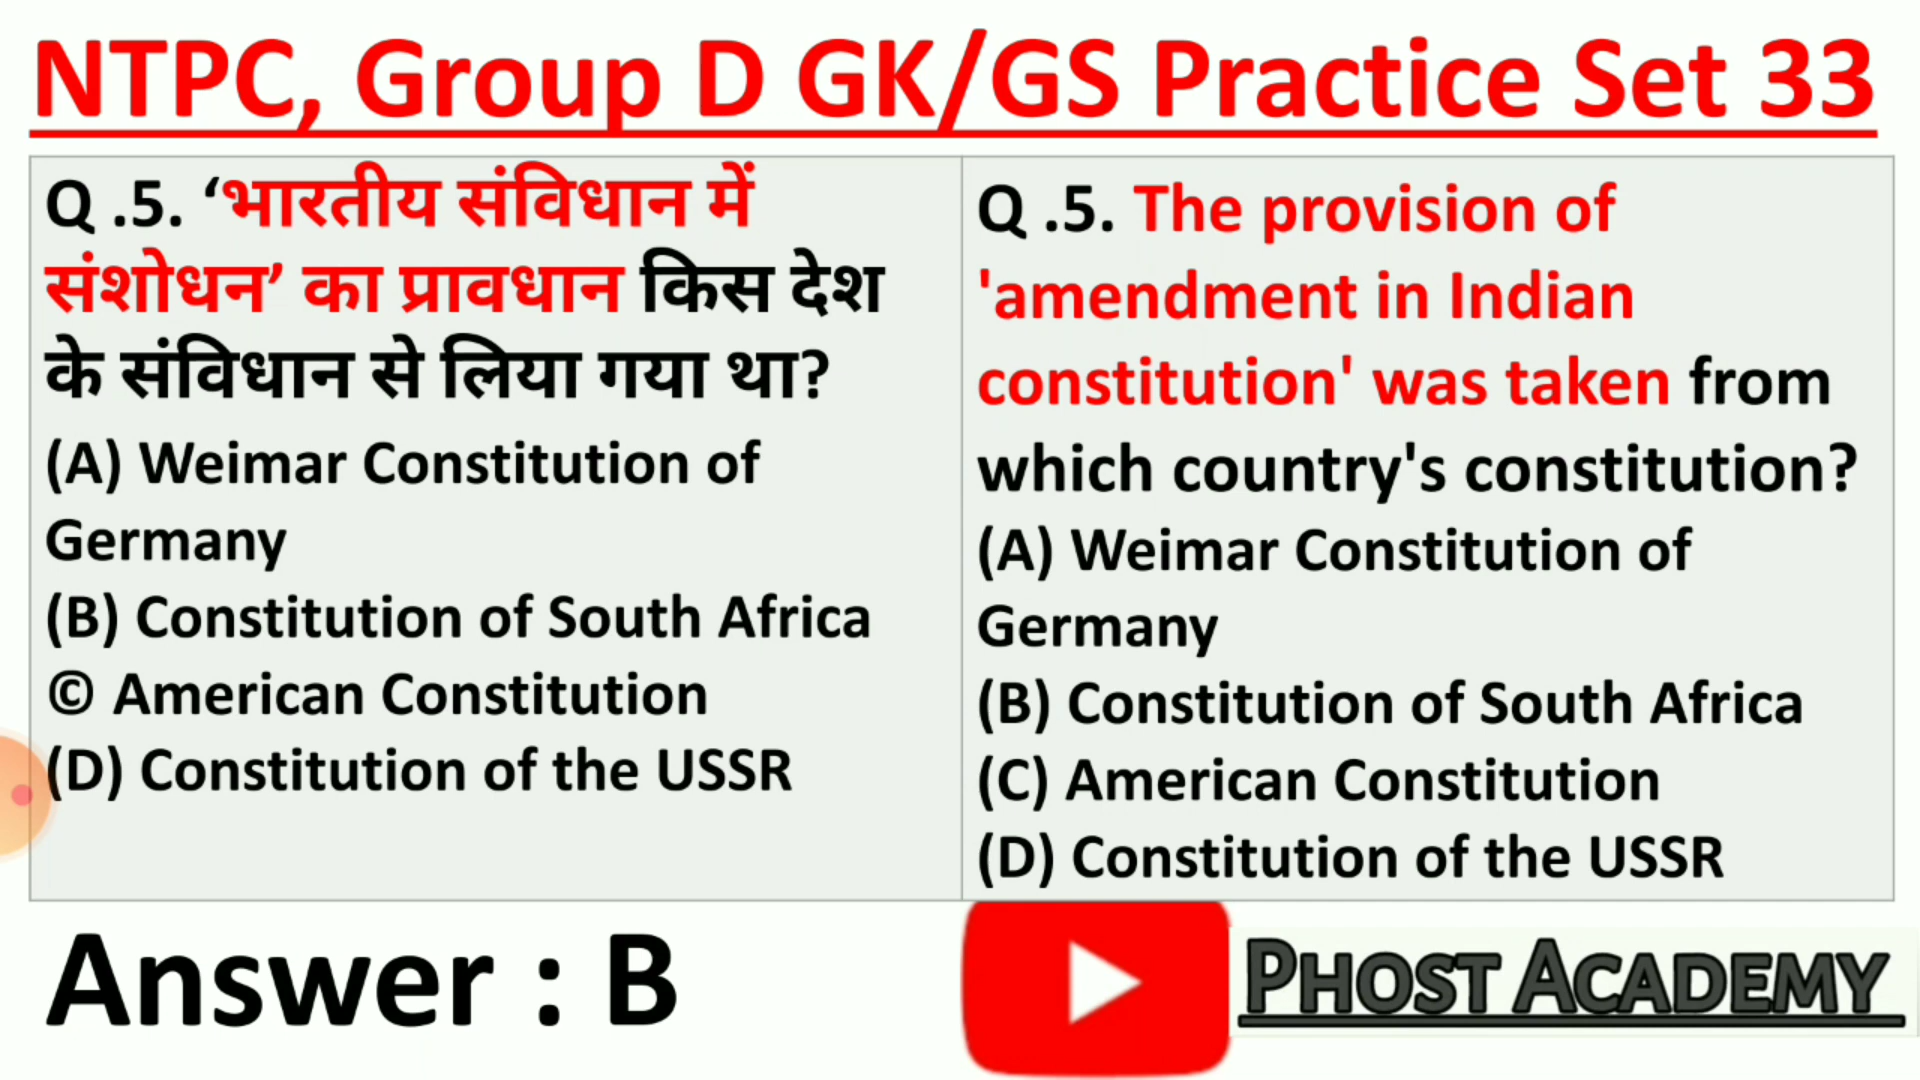 NTPC, Group D GK/GS Practice Set 33
Q .5. ‘भारतीय संविधान में
संशोधन’ का प्रावधान किस देश
के संविधान से लिया गया था?
(A) Weimar Constitution of
Germany
(B) Constitution of South Africa
© American Constitution
(D) Constitution of the USSR
Q .5. The provision of
'amendment in Indian
constitution' was taken from
which country's constitution?
(A) Weimar Constitution of
Germany
(B) Constitution of South Africa
(C) American Constitution
(D) Constitution of the USSR
Answer : B
PHOST ACADEMY